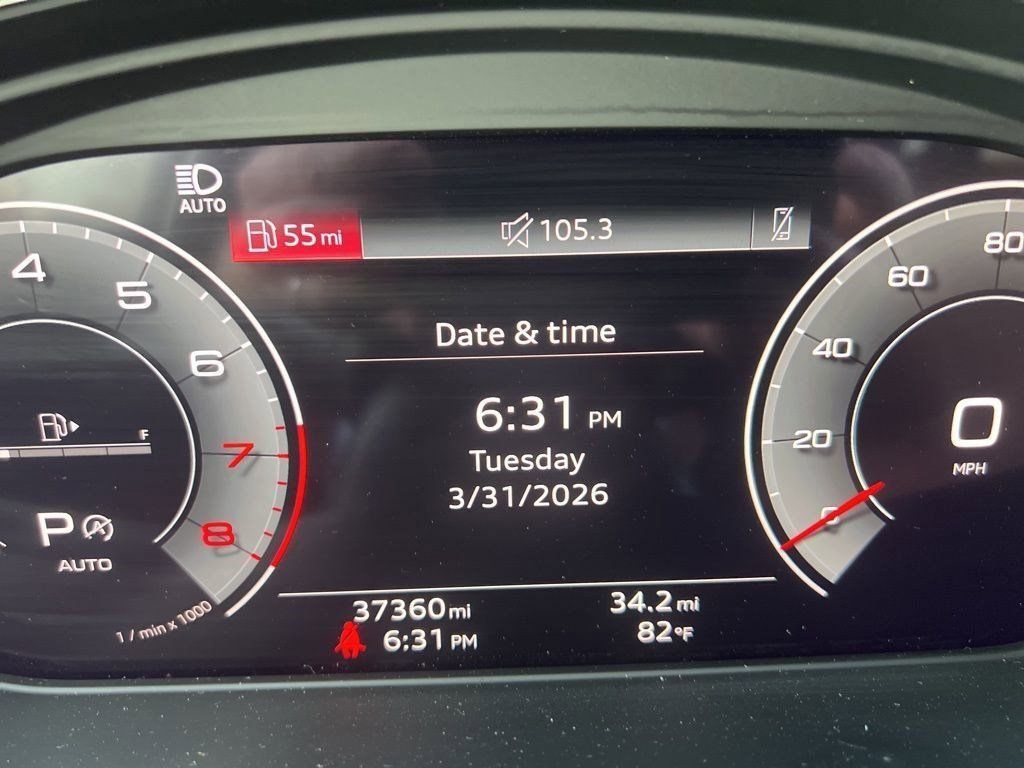 AUTO
55 mi
105.3
4
5
6
7
8
1 / min x 1000
F
P
AUTO
Date & time
6:31 PM
Tuesday
3/31/2026
37360 mi
6:31 PM
34.2 mi
82°F
80
60
40
20
0
0
MPH